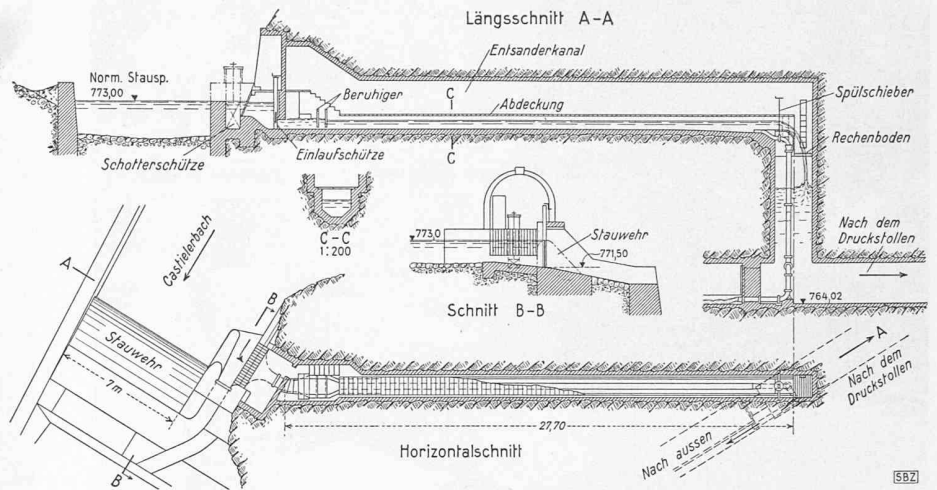 Längsschnitt A-A
Entsanderkanal
Norm. Stausp.
773,00
Beruhiger
C
Abdeckung
Spülschieber
Rechenboden
Schotterschütze
Einlaufschütze
C
C-C
1:200
773,0
Stauwehr
771,50
Nach dem
Druckstollen
764,02
Schnitt B-B
A
Castielerbach
B
Stauwehr
7m
B
27,70
Horizontalschnitt
A
Nach dem
Druckstollen
Nach aussen
SBZ